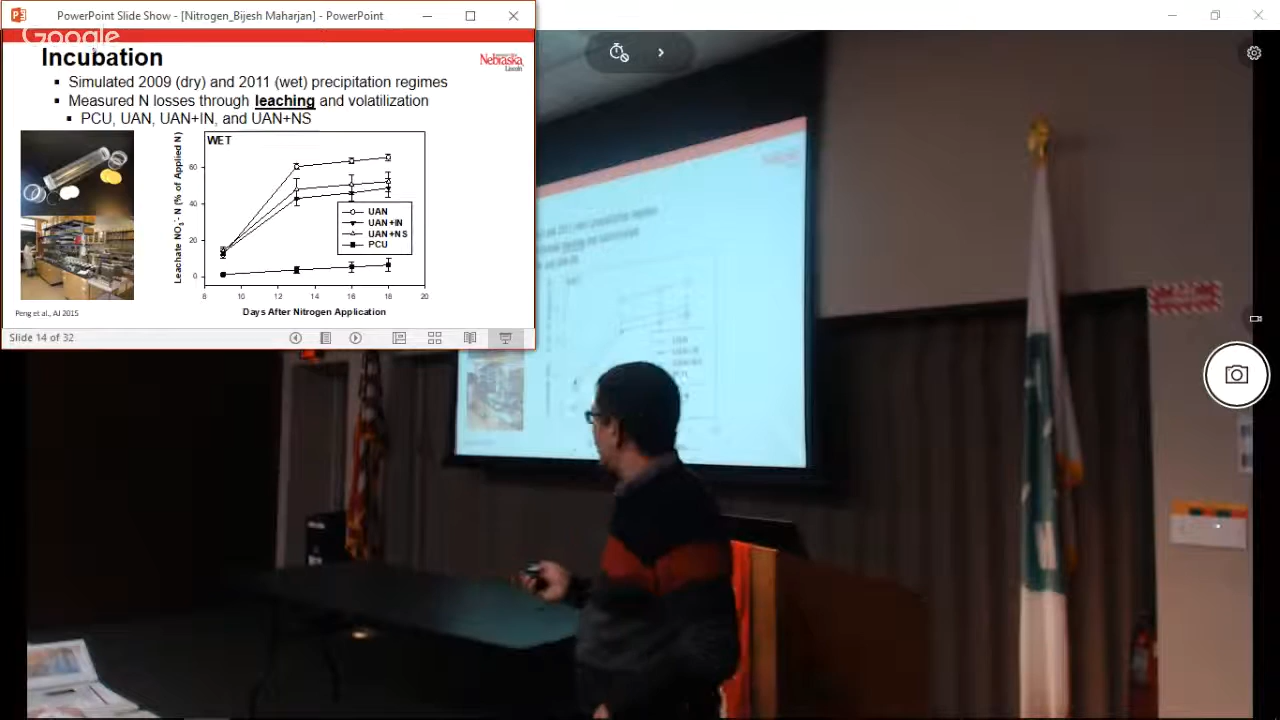 PowerPoint Slide Show - [Nitrogen_Bijesh Maharjan] - PowerPoint
Google
Incubation
Nebraska
Lincoln
Simulated 2009 (dry) and 2011 (wet) precipitation regimes
Measured N losses through leaching and volatilization
PCU, UAN, UAN+IN, and UAN+NS
WET
Leachate NO3- - N (% of Applied N)
60
40
20
0
UAN
UAN+IN
UAN+NS
PCU
8 10 12 14 16 18 20
Days After Nitrogen Application
Peng et al., AJ 2015
Slide 14 of 32